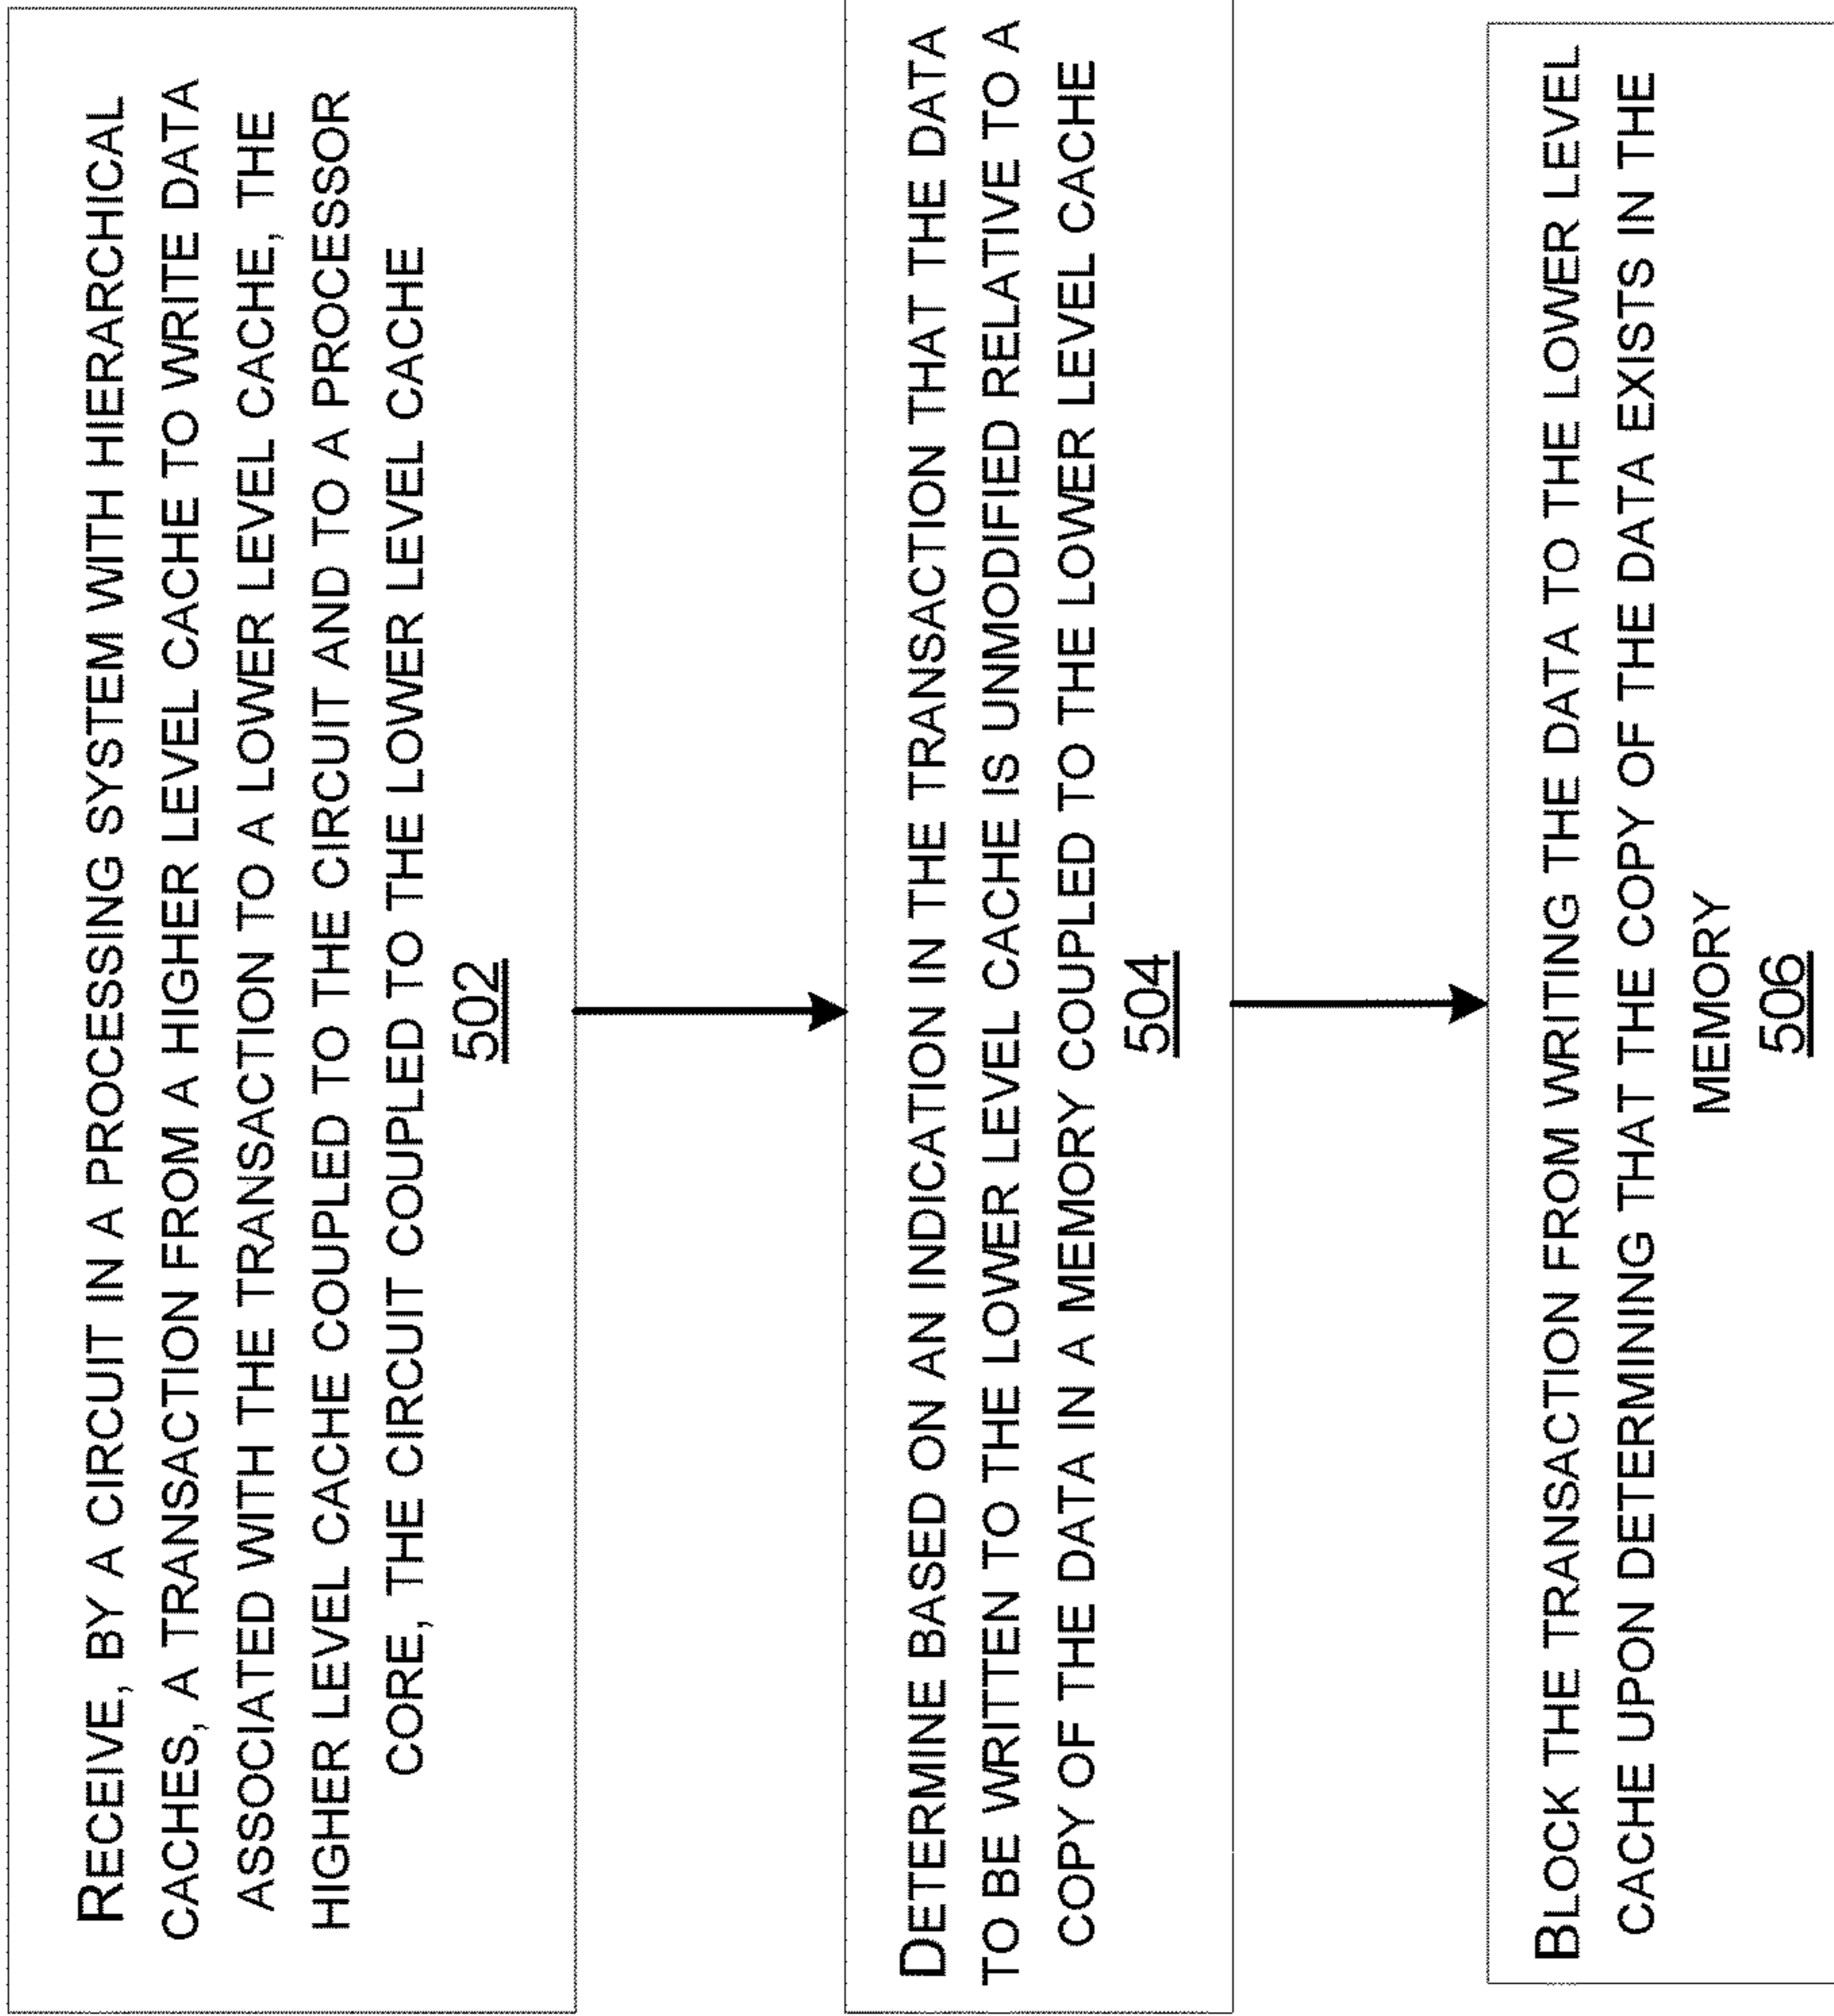 RECEIVE, BY A CIRCUIT IN A PROCESSING SYSTEM WITH HIERARCHICAL
CACHES, A TRANSACTION FROM A HIGHER LEVEL CACHE TO WRITE DATA
ASSOCIATED WITH THE TRANSACTION TO A LOWER LEVEL CACHE, THE
HIGHER LEVEL CACHE COUPLED TO THE CIRCUIT AND TO A PROCESSOR
CORE, THE CIRCUIT COUPLED TO THE LOWER LEVEL CACHE
502
DETERMINE BASED ON AN INDICATION IN THE TRANSACTION THAT THE DATA
TO BE WRITTEN TO THE LOWER LEVEL CACHE IS UNMODIFIED RELATIVE TO A
COPY OF THE DATA IN A MEMORY COUPLED TO THE LOWER LEVEL CACHE
504
BLOCK THE TRANSACTION FROM WRITING THE DATA TO THE LOWER LEVEL
CACHE UPON DETERMINING THAT THE COPY OF THE DATA EXISTS IN THE
MEMORY
506